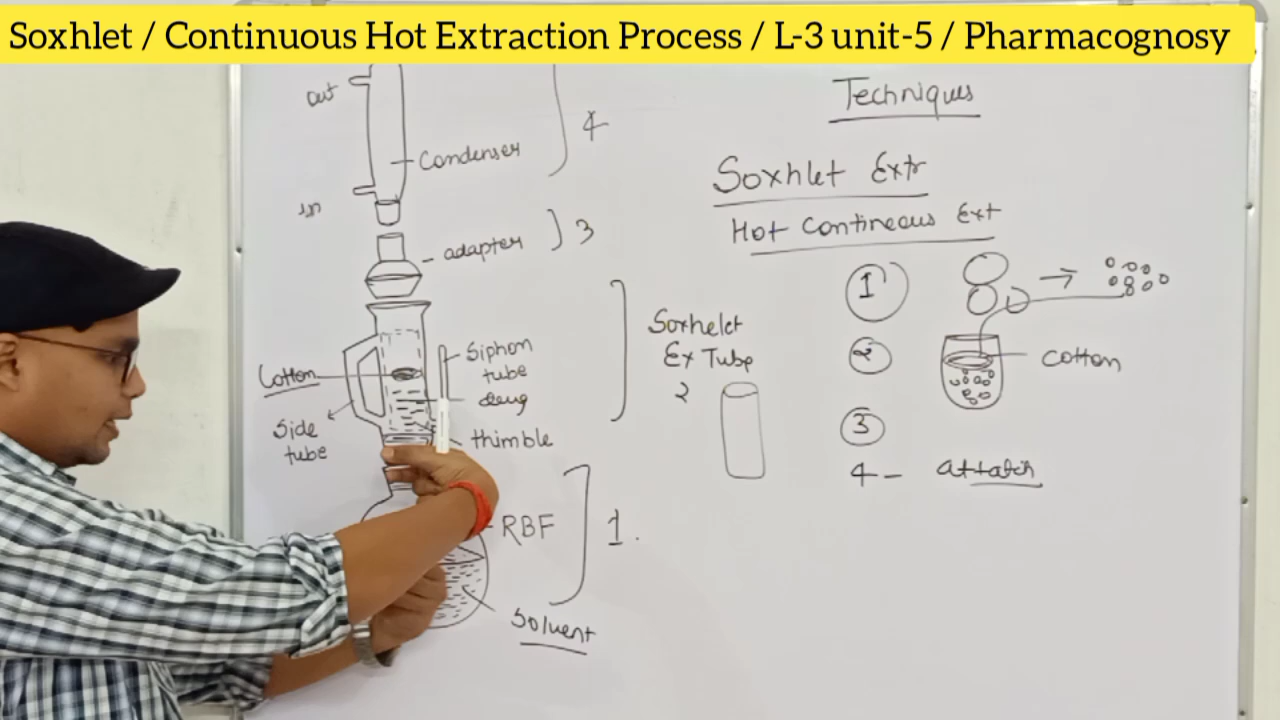 Soxhlet / Continuous Hot Extraction Process / L-3 unit-5 / Pharmacognosy
out
Condenser
4
in
adapter
3
Cotton
Side
tube
Siphon
tube
drug
thimble
Soxhelet
Ex Tube
2
RBF
1.
Solvent
Techniques
Soxhlet Extr
Hot Contineous Ext
1
2
Cotton
3
4 - attatch